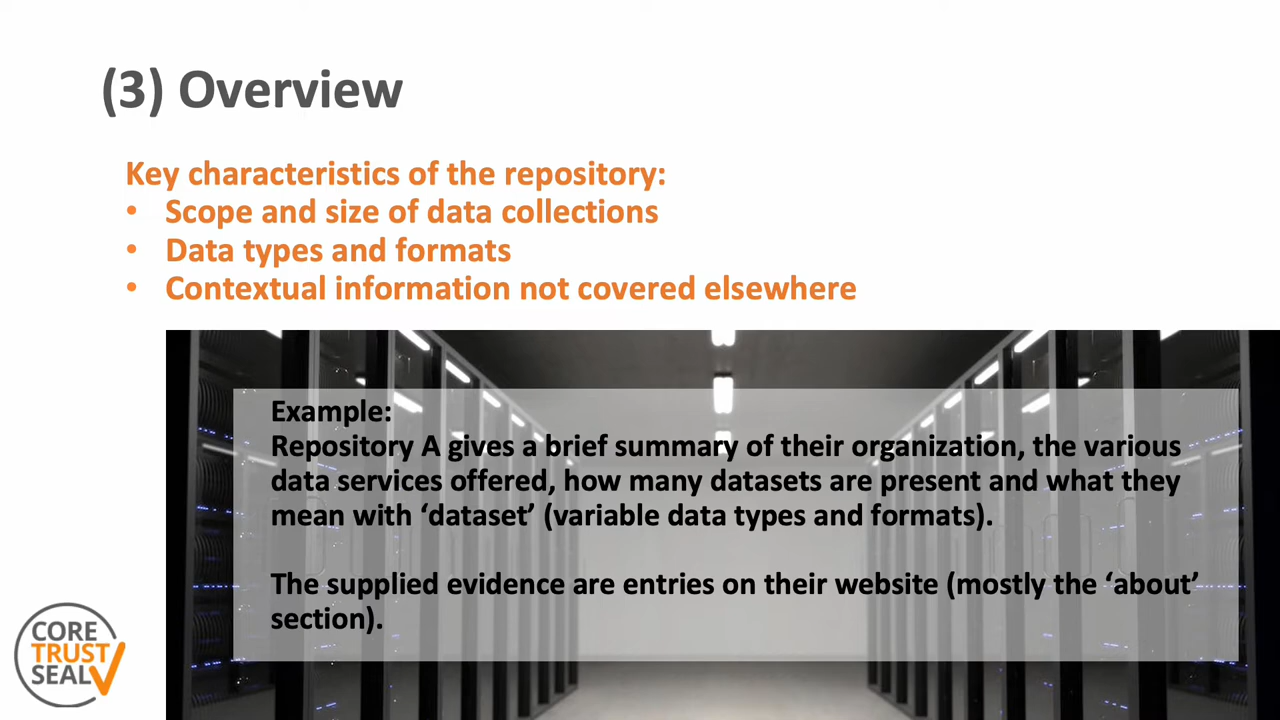 (3) Overview
Key characteristics of the repository:
• Scope and size of data collections
• Data types and formats
• Contextual information not covered elsewhere
Example:
Repository A gives a brief summary of their organization, the various
data services offered, how many datasets are present and what they
mean with ‘dataset’ (variable data types and formats).
The supplied evidence are entries on their website (mostly the ‘about’
section).
CORE
TRUST
SEAL